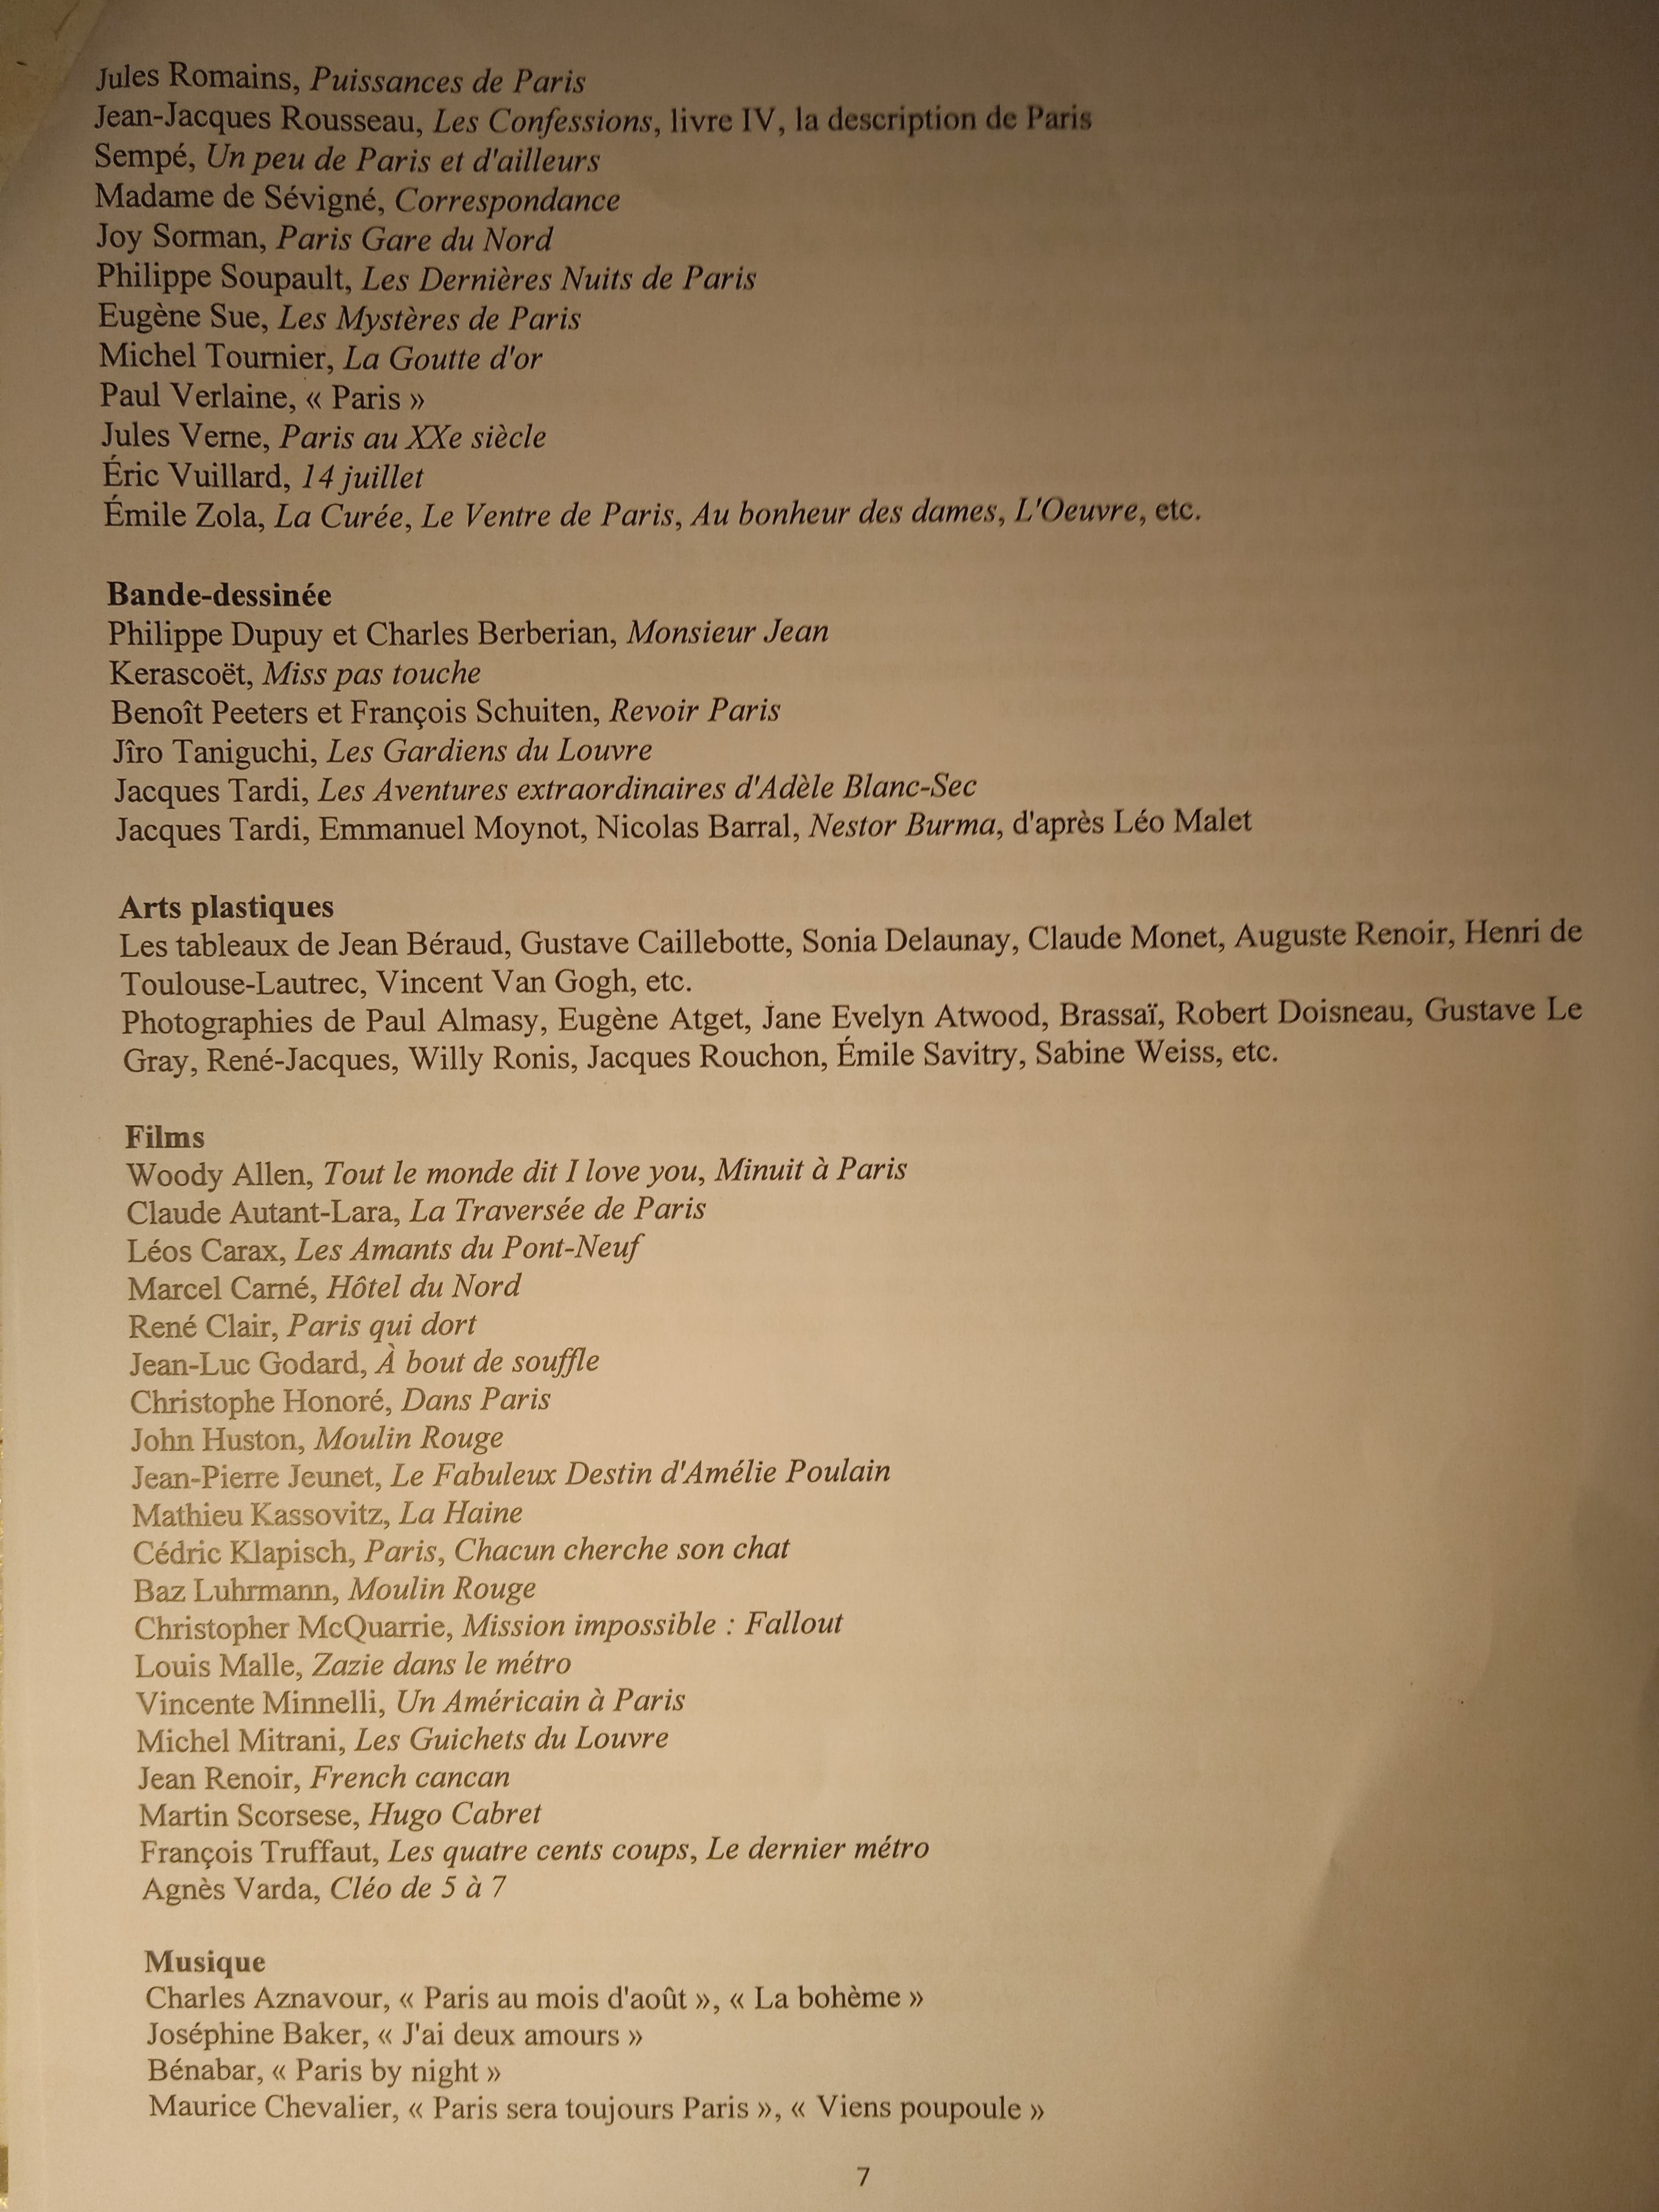 Jules Romains, Puissances de Paris
Jean-Jacques Rousseau, Les Confessions, livre IV, la description de Paris
Sempé, Un peu de Paris et d'ailleurs
Madame de Sévigné, Correspondance
Joy Sorman, Paris Gare du Nord
Philippe Soupault, Les Dernières Nuits de Paris
Eugène Sue, Les Mystères de Paris
Michel Tournier, La Goutte d'or
Paul Verlaine, « Paris »
Jules Verne, Paris au XXe siècle
Éric Vuillard, 14 juillet
Émile Zola, La Curée, Le Ventre de Paris, Au bonheur des dames, L'Oeuvre, etc.
Bande-dessinée
Philippe Dupuy et Charles Berberian, Monsieur Jean
Kerascoët, Miss pas touche
Benoît Peeters et François Schuiten, Revoir Paris
Jîro Taniguchi, Les Gardiens du Louvre
Jacques Tardi, Les Aventures extraordinaires d'Adèle Blanc-Sec
Jacques Tardi, Emmanuel Moynot, Nicolas Barral, Nestor Burma, d'après Léo Malet
Arts plastiques
Les tableaux de Jean Béraud, Gustave Caillebotte, Sonia Delaunay, Claude Monet, Auguste Renoir, Henri de
Toulouse-Lautrec, Vincent Van Gogh, etc.
Photographies de Paul Almasy, Eugène Atget, Jane Evelyn Atwood, Brassaï, Robert Doisneau, Gustave Le
Gray, René-Jacques, Willy Ronis, Jacques Rouchon, Émile Savitry, Sabine Weiss, etc.
Films
Woody Allen, Tout le monde dit I love you, Minuit à Paris
Claude Autant-Lara, La Traversée de Paris
Léos Carax, Les Amants du Pont-Neuf
Marcel Carné, Hôtel du Nord
René Clair, Paris qui dort
Jean-Luc Godard, À bout de souffle
Christophe Honoré, Dans Paris
John Huston, Moulin Rouge
Jean-Pierre Jeunet, Le Fabuleux Destin d'Amélie Poulain
Mathieu Kassovitz, La Haine
Cédric Klapisch, Paris, Chacun cherche son chat
Baz Luhrmann, Moulin Rouge
Christopher McQuarrie, Mission impossible : Fallout
Louis Malle, Zazie dans le métro
Vincente Minnelli, Un Américain à Paris
Michel Mitrani, Les Guichets du Louvre
Jean Renoir, French cancan
Martin Scorsese, Hugo Cabret
François Truffaut, Les quatre cents coups, Le dernier métro
Agnès Varda, Cléo de 5 à 7
Musique
Charles Aznavour, « Paris au mois d'août », « La bohème »
Joséphine Baker, « J'ai deux amours »
Bénabar, « Paris by night »
Maurice Chevalier, « Paris sera toujours Paris », « Viens poupoule »
7